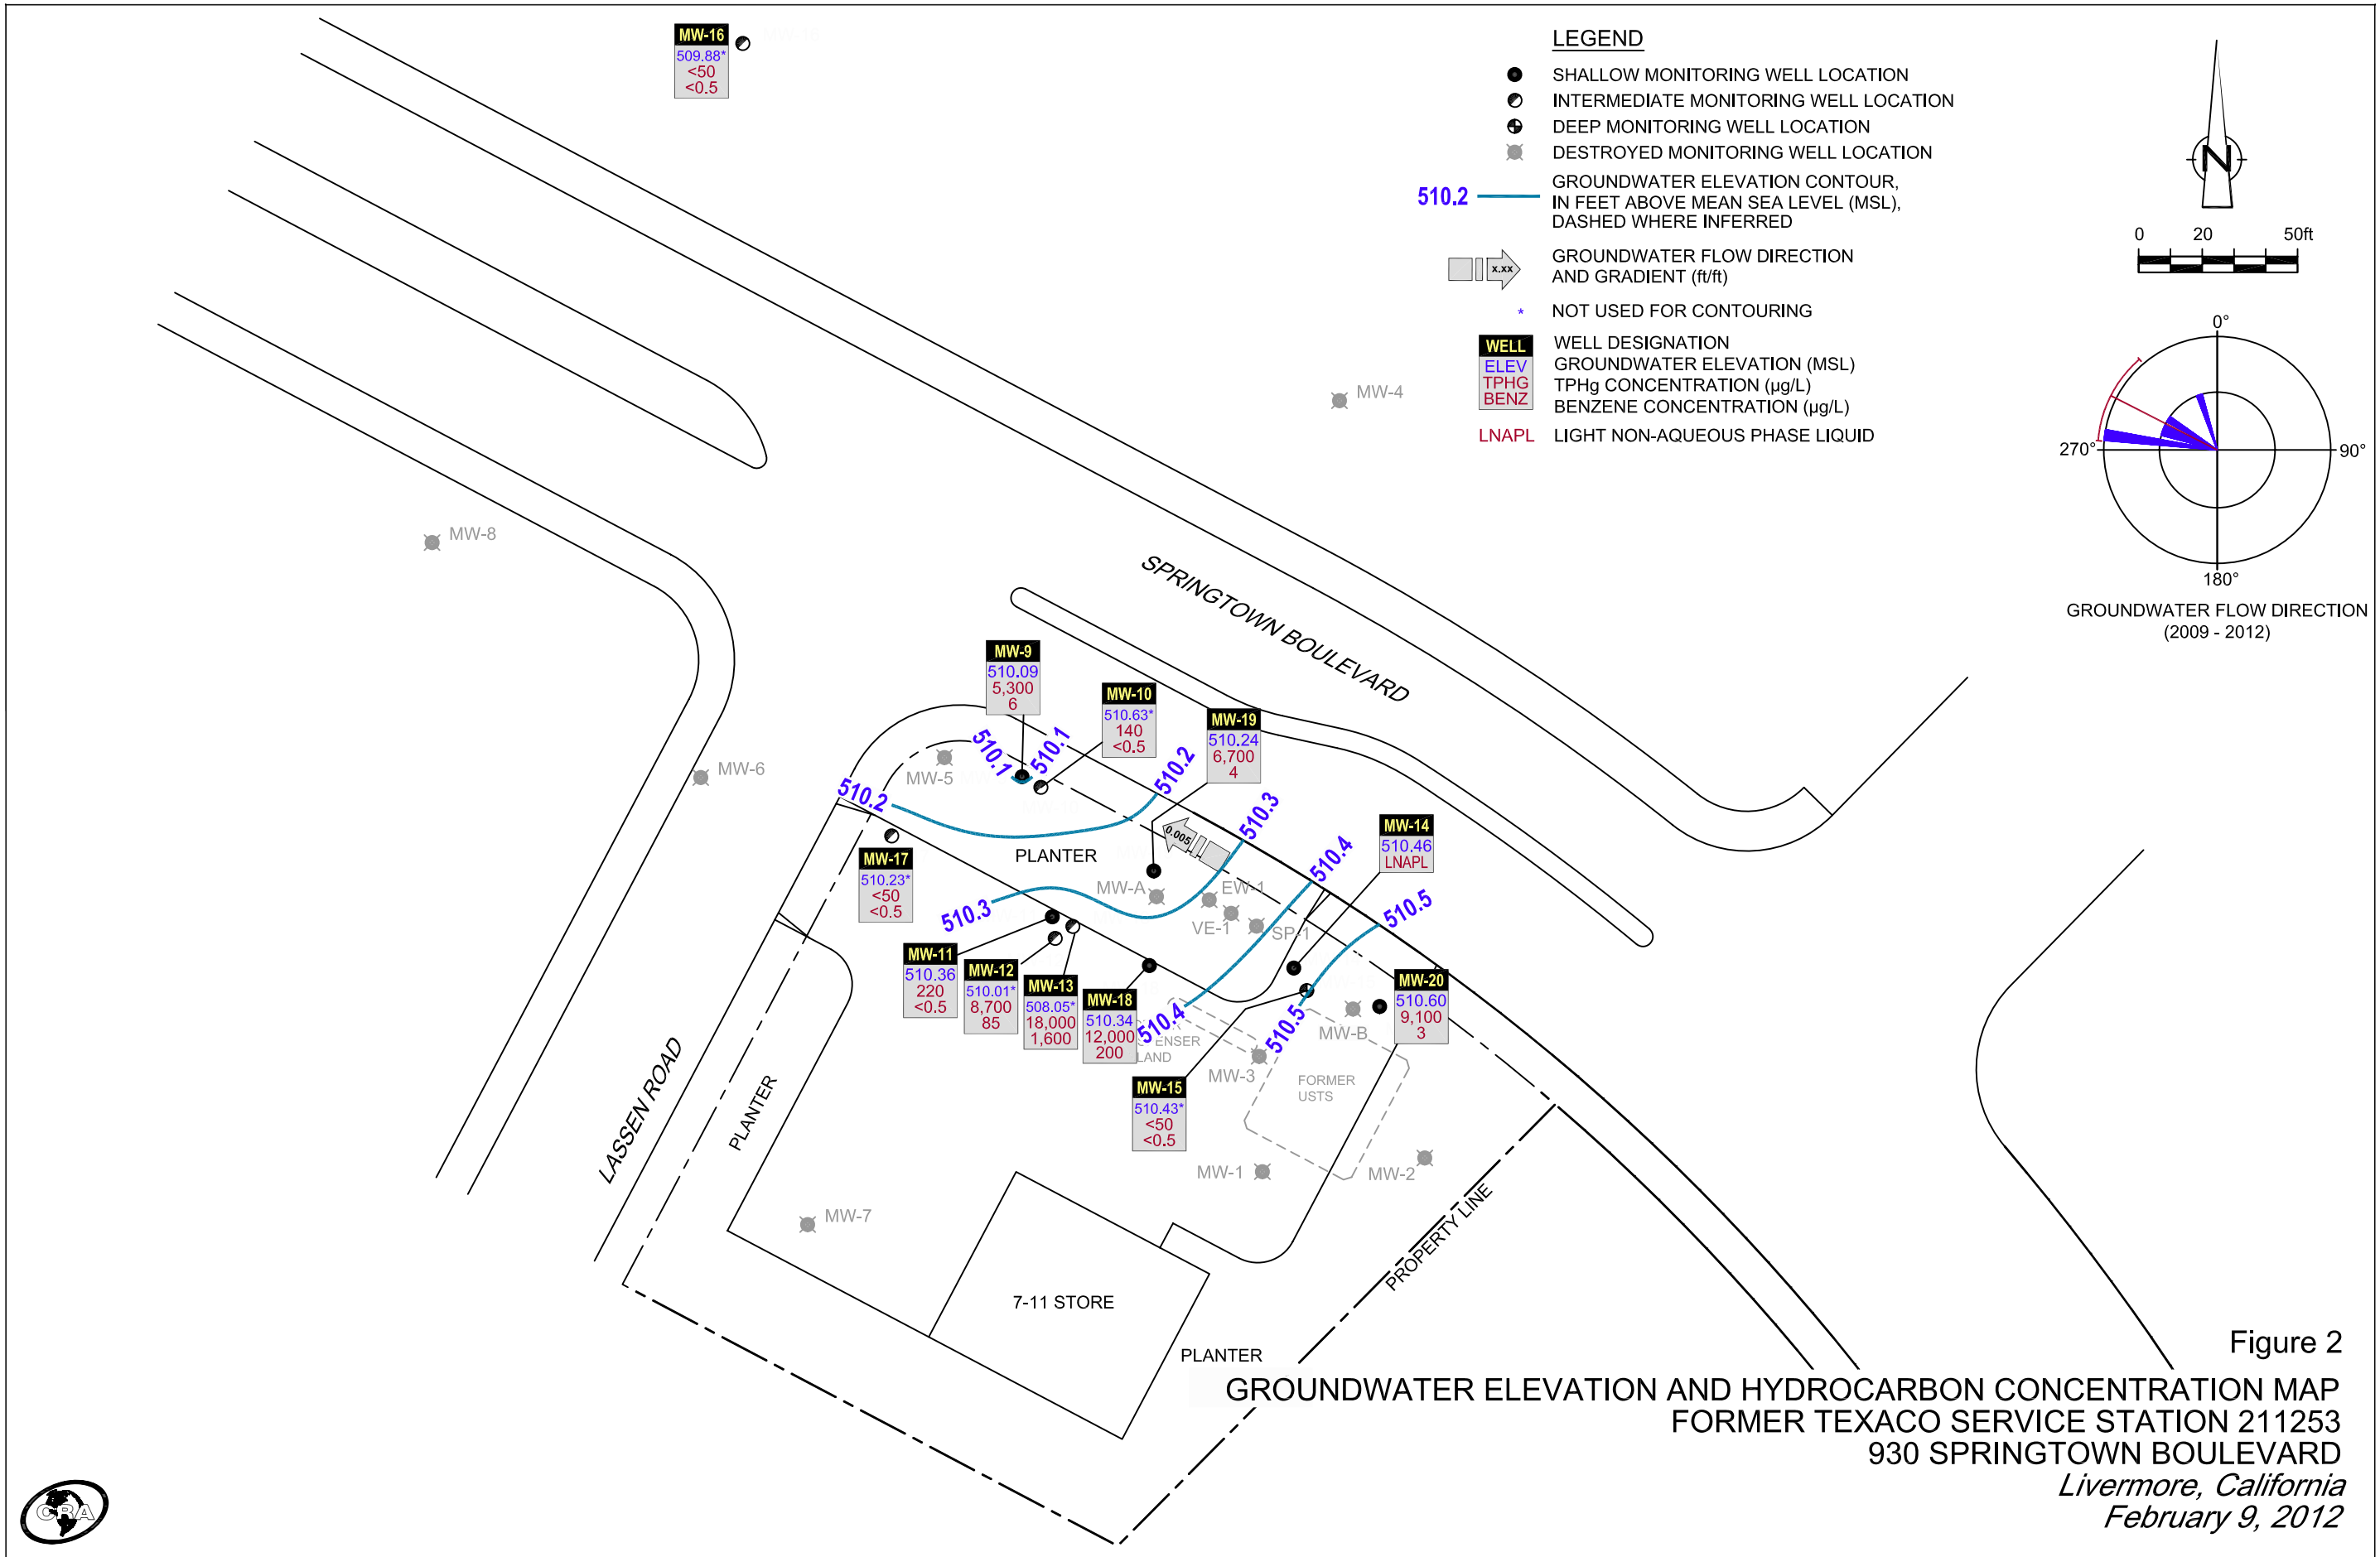 MW-16
509.88*
<50
<0.5
LEGEND
SHALLOW MONITORING WELL LOCATION
INTERMEDIATE MONITORING WELL LOCATION
DEEP MONITORING WELL LOCATION
DESTROYED MONITORING WELL LOCATION
510.2
GROUNDWATER ELEVATION CONTOUR,
IN FEET ABOVE MEAN SEA LEVEL (MSL),
DASHED WHERE INFERRED
x.xx
GROUNDWATER FLOW DIRECTION
AND GRADIENT (ft/ft)
* NOT USED FOR CONTOURING
WELL WELL DESIGNATION
ELEV GROUNDWATER ELEVATION (MSL)
TPHG TPHg CONCENTRATION (µg/L)
BENZ BENZENE CONCENTRATION (µg/L)
LNAPL LIGHT NON-AQUEOUS PHASE LIQUID
N
0 20 50ft
0°
270° 90°
180°
GROUNDWATER FLOW DIRECTION
(2009 - 2012)
MW-4
MW-8
SPRINGTOWN BOULEVARD
MW-9
510.09
5,300
6
MW-10
510.63*
140
<0.5
MW-19
510.24
6,700
4
MW-6
MW-5
510.1
510.1
510.2
510.2
510.3
510.3
510.4
510.4
510.5
510.5
0.005
MW-14
510.46
LNAPL
PLANTER
MW-17
510.23*
<50
<0.5
MW-A
EW-1
VE-1
SP-1
MW-11
510.36
220
<0.5
MW-12
510.01*
8,700
85
MW-13
508.05*
18,000
1,600
MW-18
510.34
12,000
200
MW-20
510.60
9,100
3
MW-B
ENSER
LAND
MW-3
FORMER
USTS
MW-15
510.43*
<50
<0.5
MW-1
MW-2
LASSEN ROAD
PLANTER
MW-7
PROPERTY LINE
7-11 STORE
PLANTER
Figure 2
GROUNDWATER ELEVATION AND HYDROCARBON CONCENTRATION MAP
FORMER TEXACO SERVICE STATION 211253
930 SPRINGTOWN BOULEVARD
Livermore, California
February 9, 2012
CRA